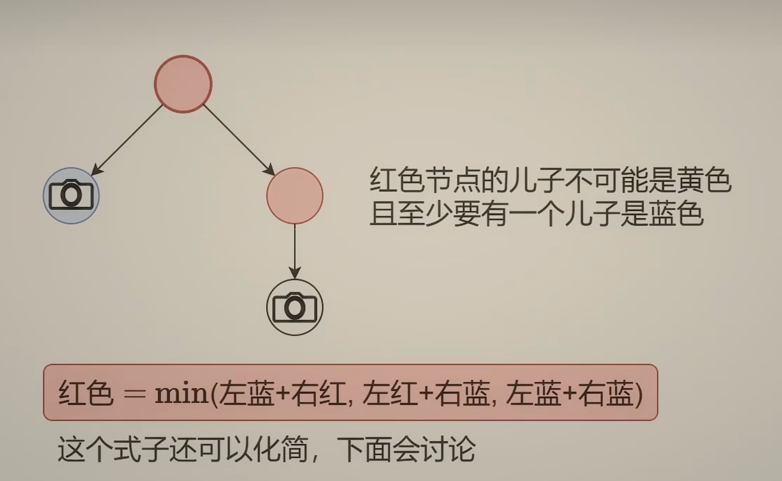 红色节点的儿子不可能是黄色
且至少要有一个儿子是蓝色
红色 = min(左蓝+右红, 左红+右蓝, 左蓝+右蓝)
这个式子还可以化简，下面会讨论